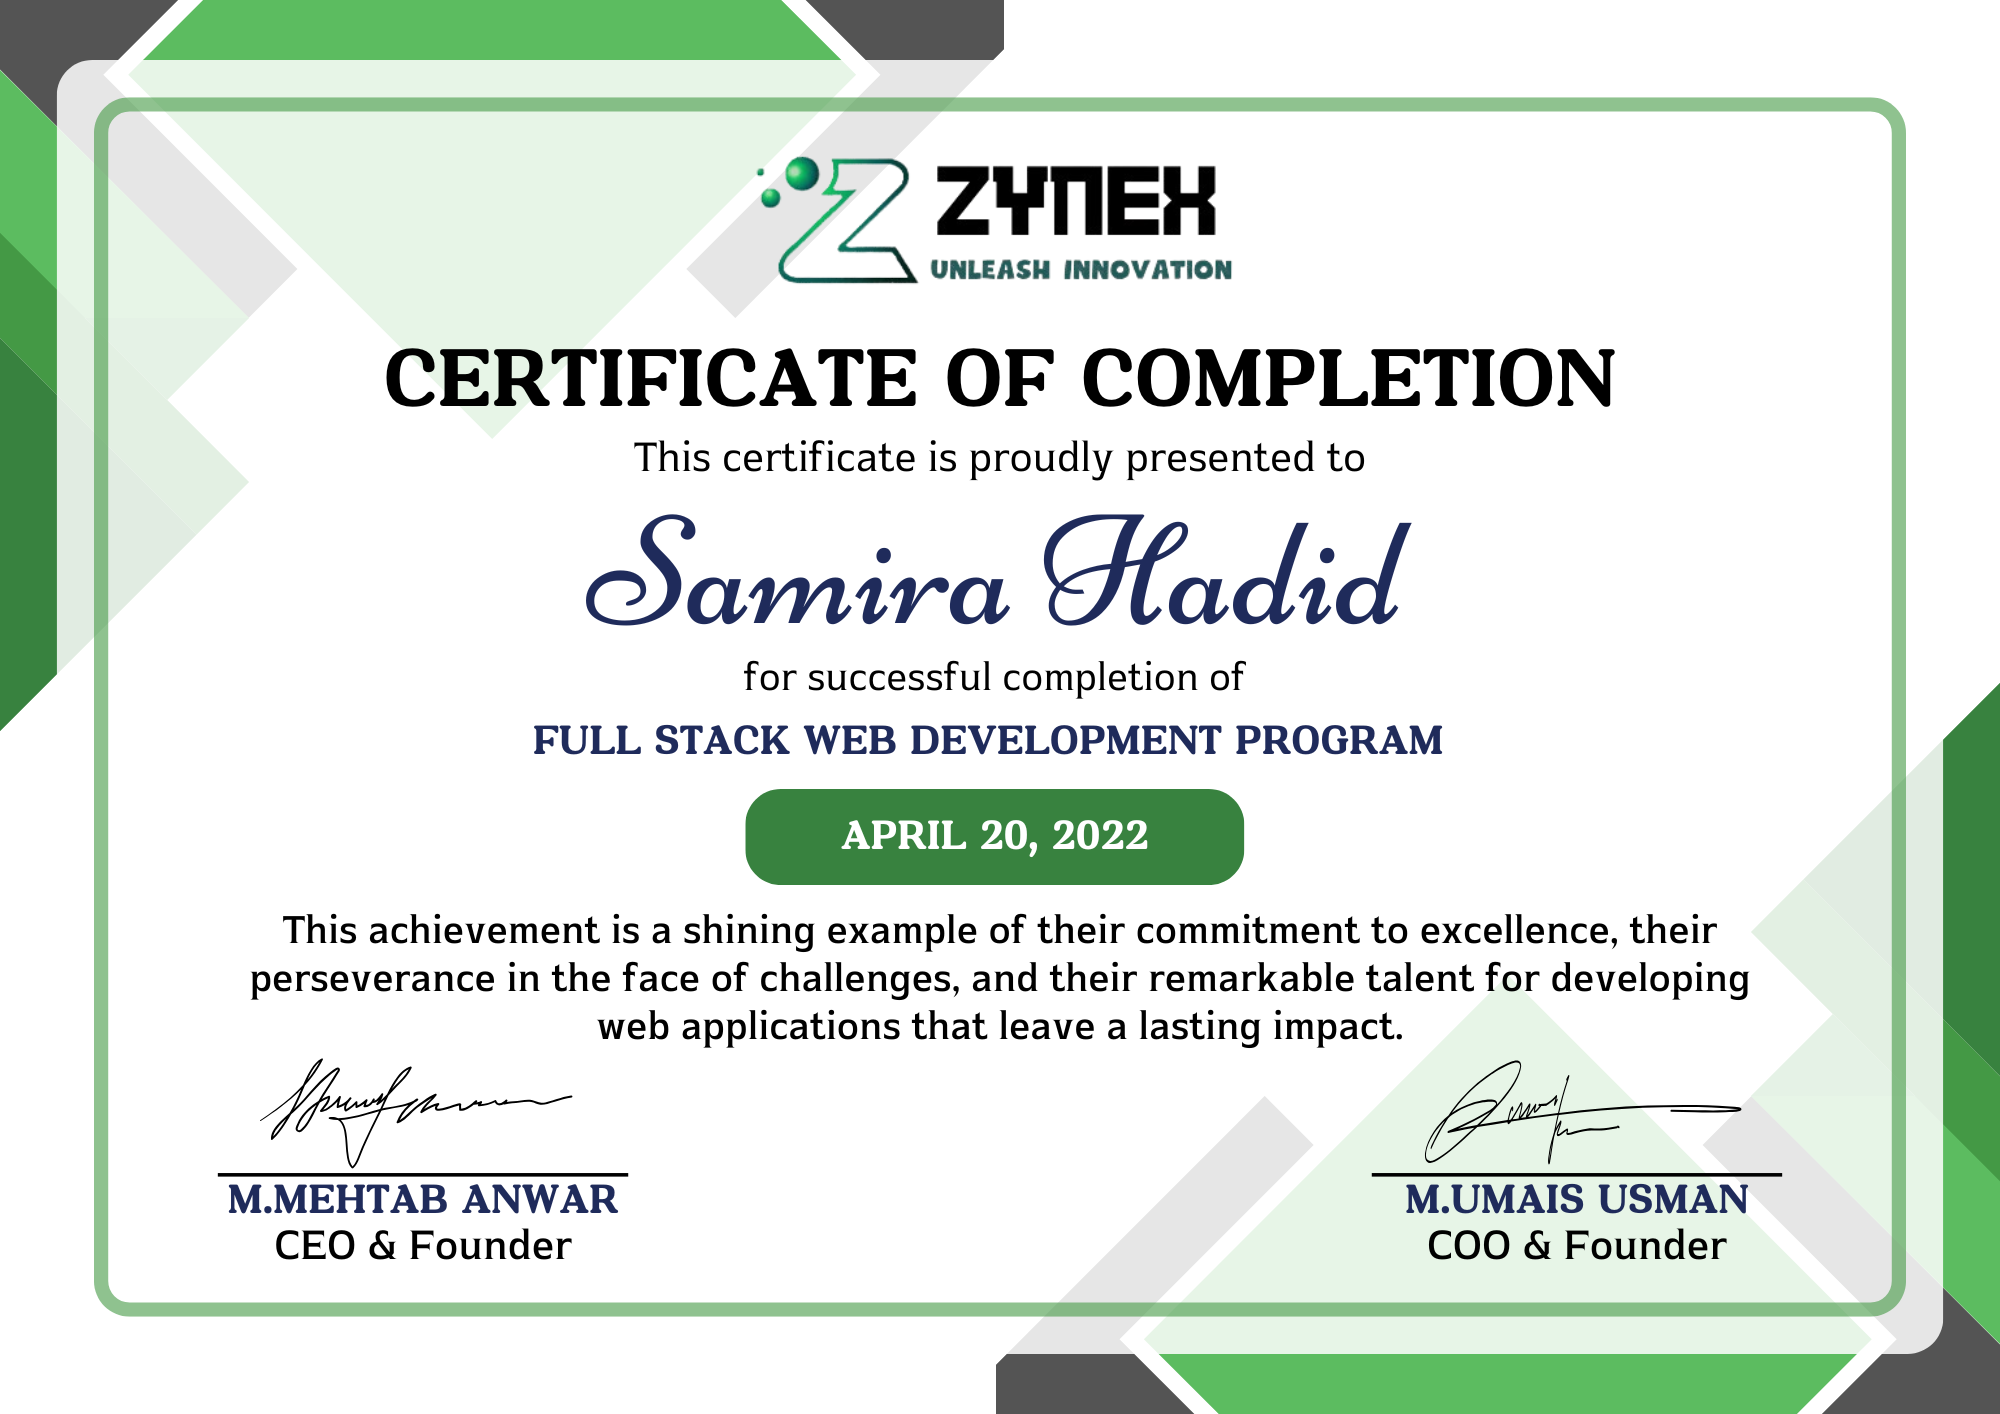 ZYNEX
UNLEASH INNOVATION
CERTIFICATE OF COMPLETION
This certificate is proudly presented to
Samira Hadid
for successful completion of
FULL STACK WEB DEVELOPMENT PROGRAM
APRIL 20, 2022
This achievement is a shining example of their commitment to excellence, their
perseverance in the face of challenges, and their remarkable talent for developing
web applications that leave a lasting impact.
M.MEHTAB ANWAR
CEO & Founder
M.UMAIS USMAN
COO & Founder